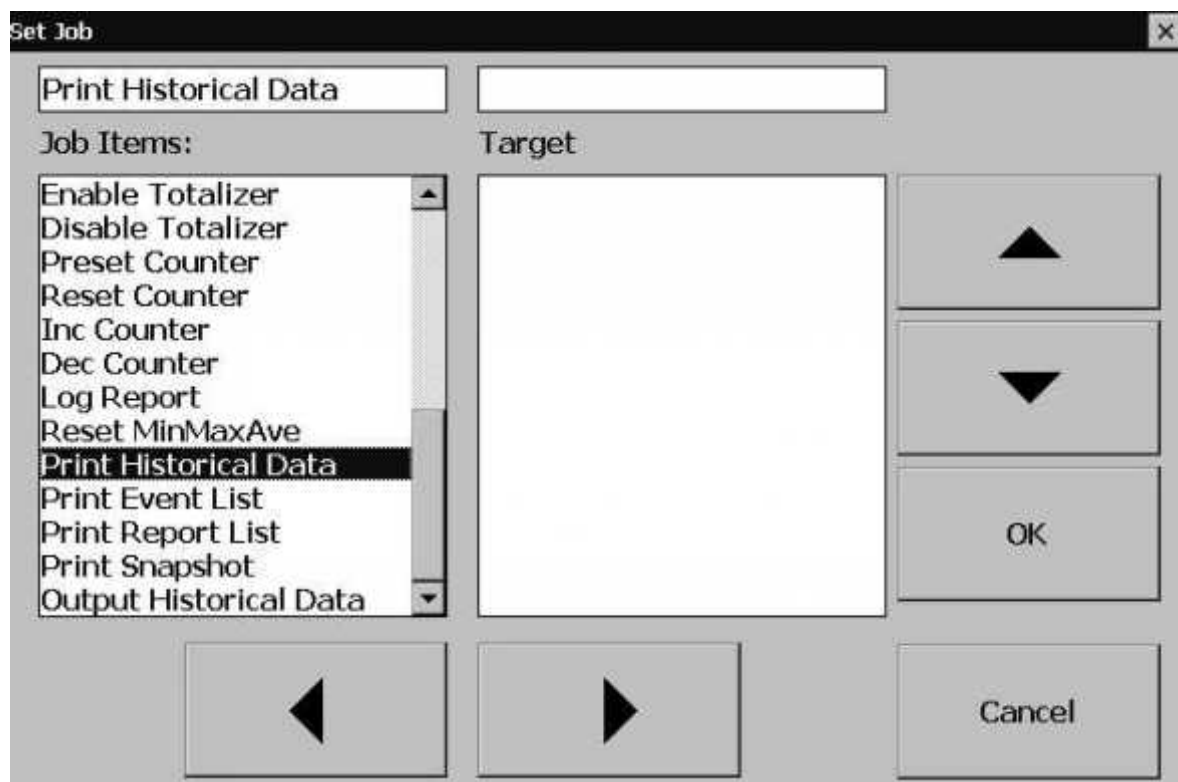 Set Job
Print Historical Data
Job Items:
Target
Enable Totalizer
Disable Totalizer
Preset Counter
Reset Counter
Inc Counter
Dec Counter
Log Report
Reset MinMaxAve
Print Historical Data
Print Event List
Print Report List
Print Snapshot
Output Historical Data
OK
Cancel